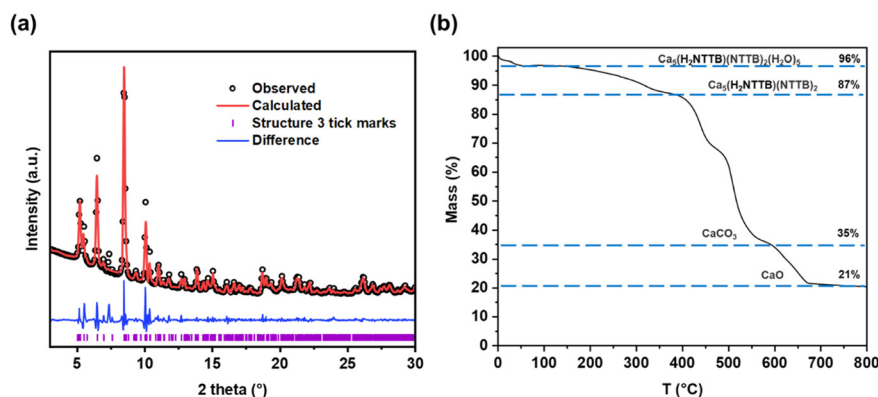 (a)
Intensity (a.u.)
Observed
Calculated
Structure 3 tick marks
Difference
5
10
15
20
25
30
2 theta (°)
(b)
Mass (%)
100
90
80
70
60
50
40
30
20
10
0
Ca₅(H₂NTTB)(NTTB)₂(H₂O)₅ 96%
Ca₅(H₂NTTB)(NTTB)₂ 87%
CaCO₃ 35%
CaO 21%
0 100 200 300 400 500 600 700 800
T (°C)